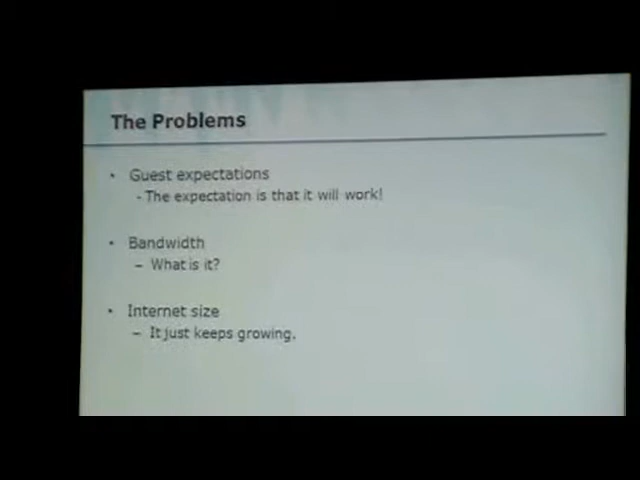 The Problems
• Guest expectations
- The expectation is that it will work!
• Bandwidth
– What is it?
• Internet size
– It just keeps growing.